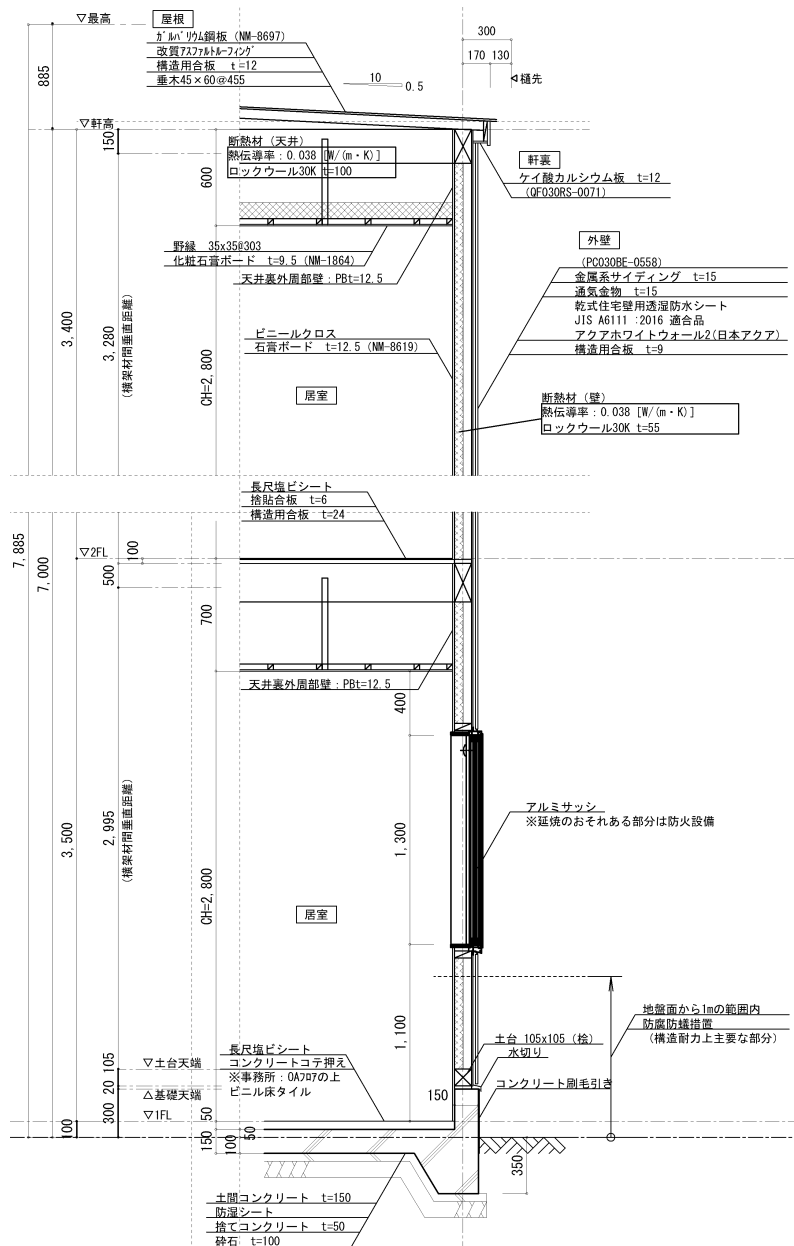 ▽最高
屋根
ｶﾞﾙﾊﾞﾘｳﾑ鋼板 (NM-8697)
改質ｱｽﾌｧﾙﾄﾙｰﾌｨﾝｸﾞ
構造用合板 t=12
垂木45×60@455
10
0.5
300
170
130
◁樋先
885
▽軒高
150
600
断熱材 (天井)
熱伝導率：0.038 [W/(m・K)]
ロックウール30K t=100
軒裏
ケイ酸カルシウム板 t=12
(QF030RS-0071)
野縁 35x35@303
化粧石膏ボード t=9.5 (NM-1864)
天井裏外周部壁：PBt=12.5
外壁
(PC030BE-0558)
金属系サイディング t=15
通気金物 t=15
乾式住宅壁用透湿防水シート
JIS A6111 :2016 適合品
アクアホワイトウォール2(日本アクア)
構造用合板 t=9
3,400
3,280
(横架材間垂直距離)
CH=2,800
ビニールクロス
石膏ボード t=12.5 (NM-8619)
居室
断熱材 (壁)
熱伝導率：0.038 [W/(m・K)]
ロックウール30K t=55
長尺塩ビシート
捨貼合板 t=6
構造用合板 t=24
7,885
7,000
▽2FL
100
500
700
天井裏外周部壁：PBt=12.5
400
アルミサッシ
※延焼のおそれある部分は防火設備
3,500
2,995
(横架材間垂直距離)
CH=2,800
1,300
居室
地盤面から1mの範囲内
防腐防蟻措置
(構造耐力上主要な部分)
1,100
土台 105x105 (桧)
水切り
コンクリート刷毛引き
長尺塩ビシート
コンクリートコテ押え
※事務所：OAﾌﾛｱの上
ビニル床タイル
▽土台天端
105
20
△基礎天端
▽1FL
300
50
150
100
150
100
50
350
土間コンクリート t=150
防湿シート
捨てコンクリート t=50
砕石 t=100